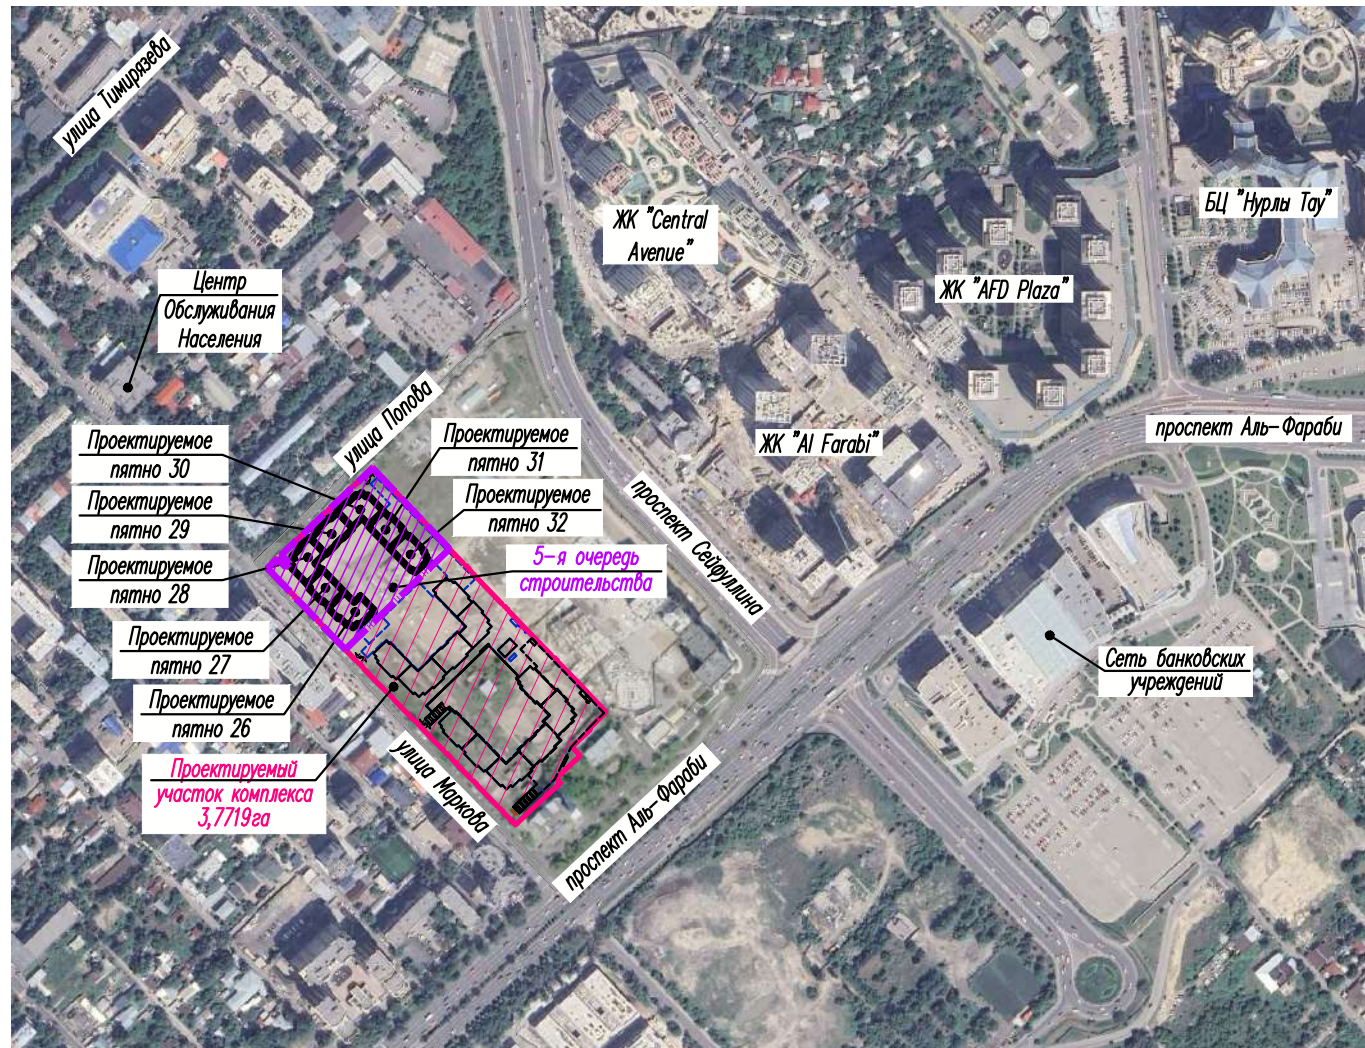 улица Тимирязева
ЖК "Central
Avenue"
БЦ "Нурлы Тау"
ЖК "AFD Plaza"
Центр
Обслуживания
Населения
улица Попова
проспект Аль-Фараби
ЖК "Al Farabi"
Проектируемое
пятно 30
Проектируемое
пятно 31
Проектируемое
пятно 29
Проектируемое
пятно 32
проспект Сейфуллина
5-я очередь
строительства
Проектируемое
пятно 28
Проектируемое
пятно 27
Сеть банковских
учреждений
Проектируемое
пятно 26
Проектируемый
участок комплекса
3,7719га
улица Маркова
проспект Аль-Фараби